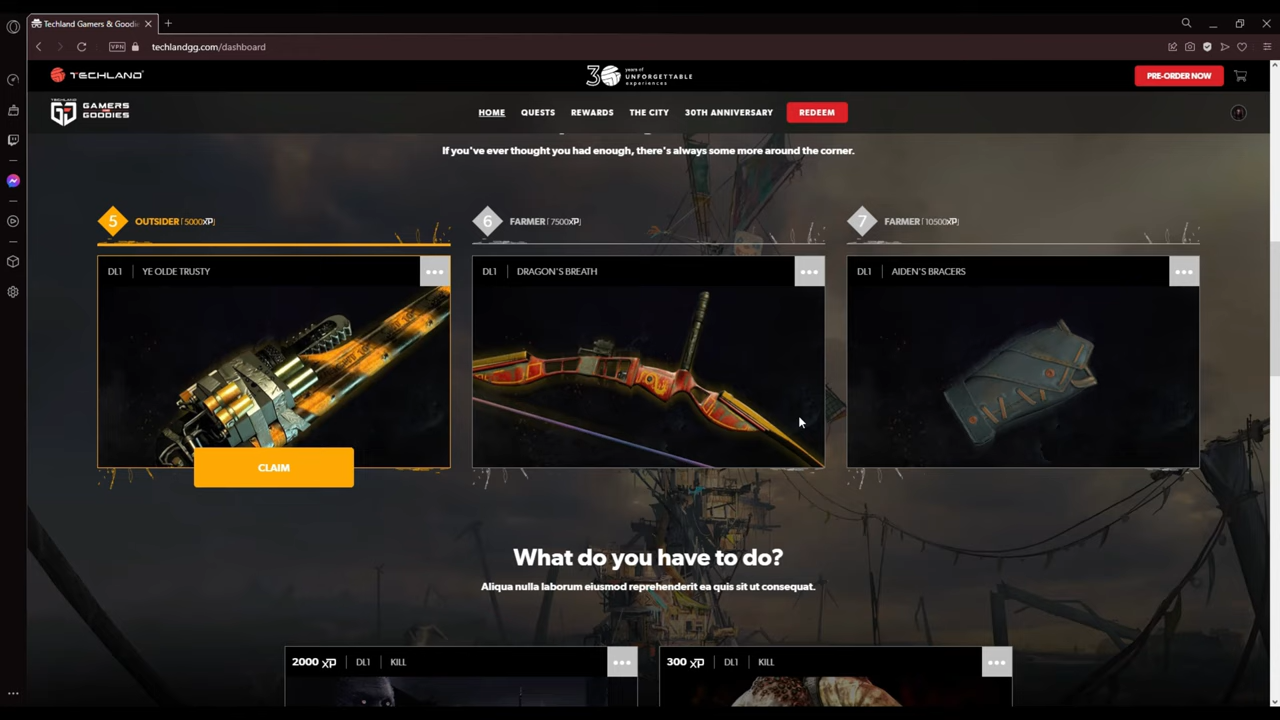 Techland Gamers & Goodi
VPN techlandgg.com/dashboard
TECHLAND
30 years of UNFORGETTABLE experiences
PRE-ORDER NOW
TECHLAND GG GAMERS GOODIES
HOME QUESTS REWARDS THE CITY 30TH ANNIVERSARY REDEEM
If you've ever thought you had enough, there's always some more around the corner.
5 OUTSIDER [5000XP]
6 FARMER [7500XP]
7 FARMER [10500XP]
DL1 | YE OLDE TRUSTY
DL1 | DRAGON'S BREATH
DL1 | AIDEN'S BRACERS
CLAIM
What do you have to do?
Aliqua nulla laborum eiusmod reprehenderit ea quis sit ut consequat.
2000 XP | DL1 | KILL
300 XP | DL1 | KILL